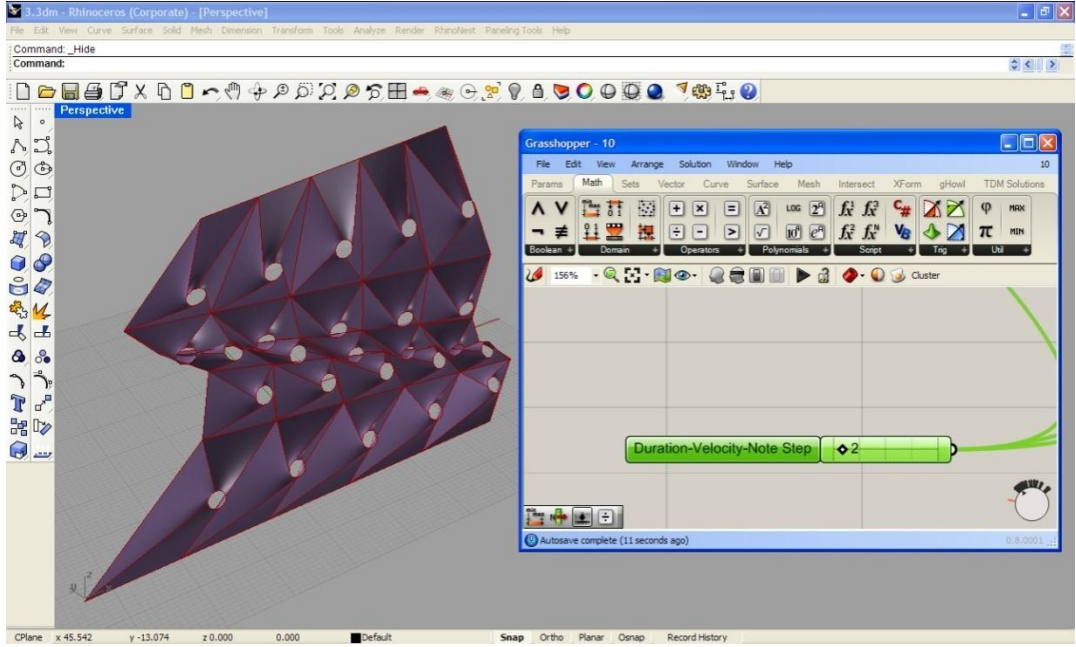 3.3dm - Rhinoceros (Corporate) - [Perspective]
File Edit View Curve Surface Solid Mesh Dimension Transform Tools Analyze Render RhinoNest Paneling Tools Help
Command: _Hide
Command:
Perspective
Grasshopper - 10
File Edit View Arrange Solution Window Help 10
Params Math Sets Vector Curve Surface Mesh Intersect XForm gHowl TDM Solutions
LOG
MAX
MIN
Boolean + Domain + Operators + Polynomials + Script + Trig + Util +
156% Cluster
Duration-Velocity-Note Step 2
Autosave complete (11 seconds ago) 0.8.0001
z
y
x
CPlane x 45.542 y -13.074 z 0.000 0.000 Default Snap Ortho Planar Osnap Record History